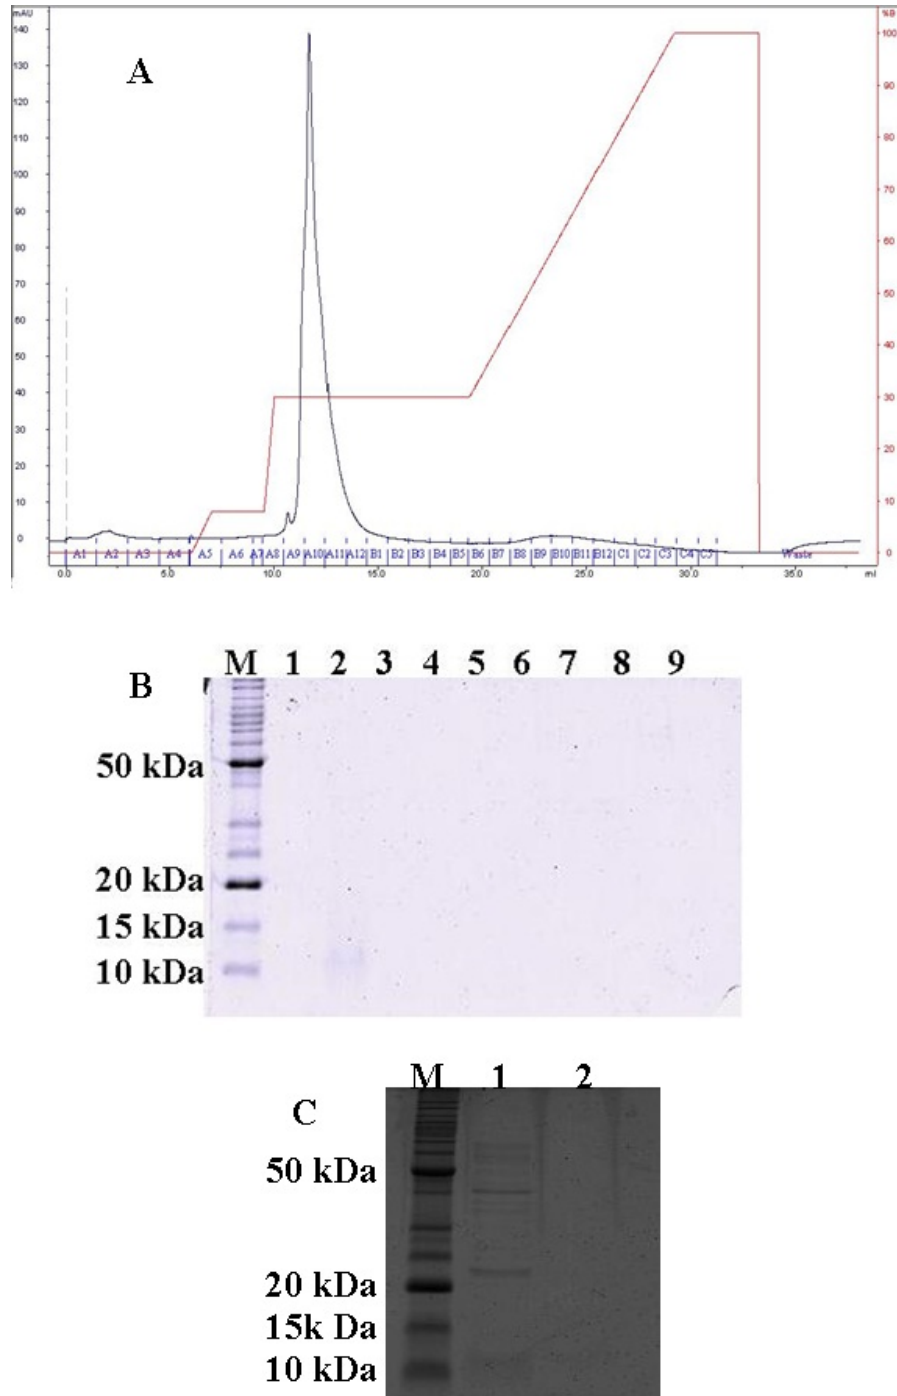 mAU %B
A
140 100
130 90
120
110 80
100
90 70
80 60
70 50
60
50 40
40
30 30
20 20
10 10
0 0
A1 A2 A3 A4 A5 A6 A7 A8 A9 A10 A11 A12 B1 B2 B3 B4 B5 B6 B7 B8 B9 B10 B11 B12 C1 C2 C3 C4 C5 Waste
0.0 5.0 10.0 15.0 20.0 25.0 30.0 35.0 ml
B
M 1 2 3 4 5 6 7 8 9
50 kDa
20 kDa
15 kDa
10 kDa
C
M 1 2
50 kDa
20 kDa
15k Da
10 kDa